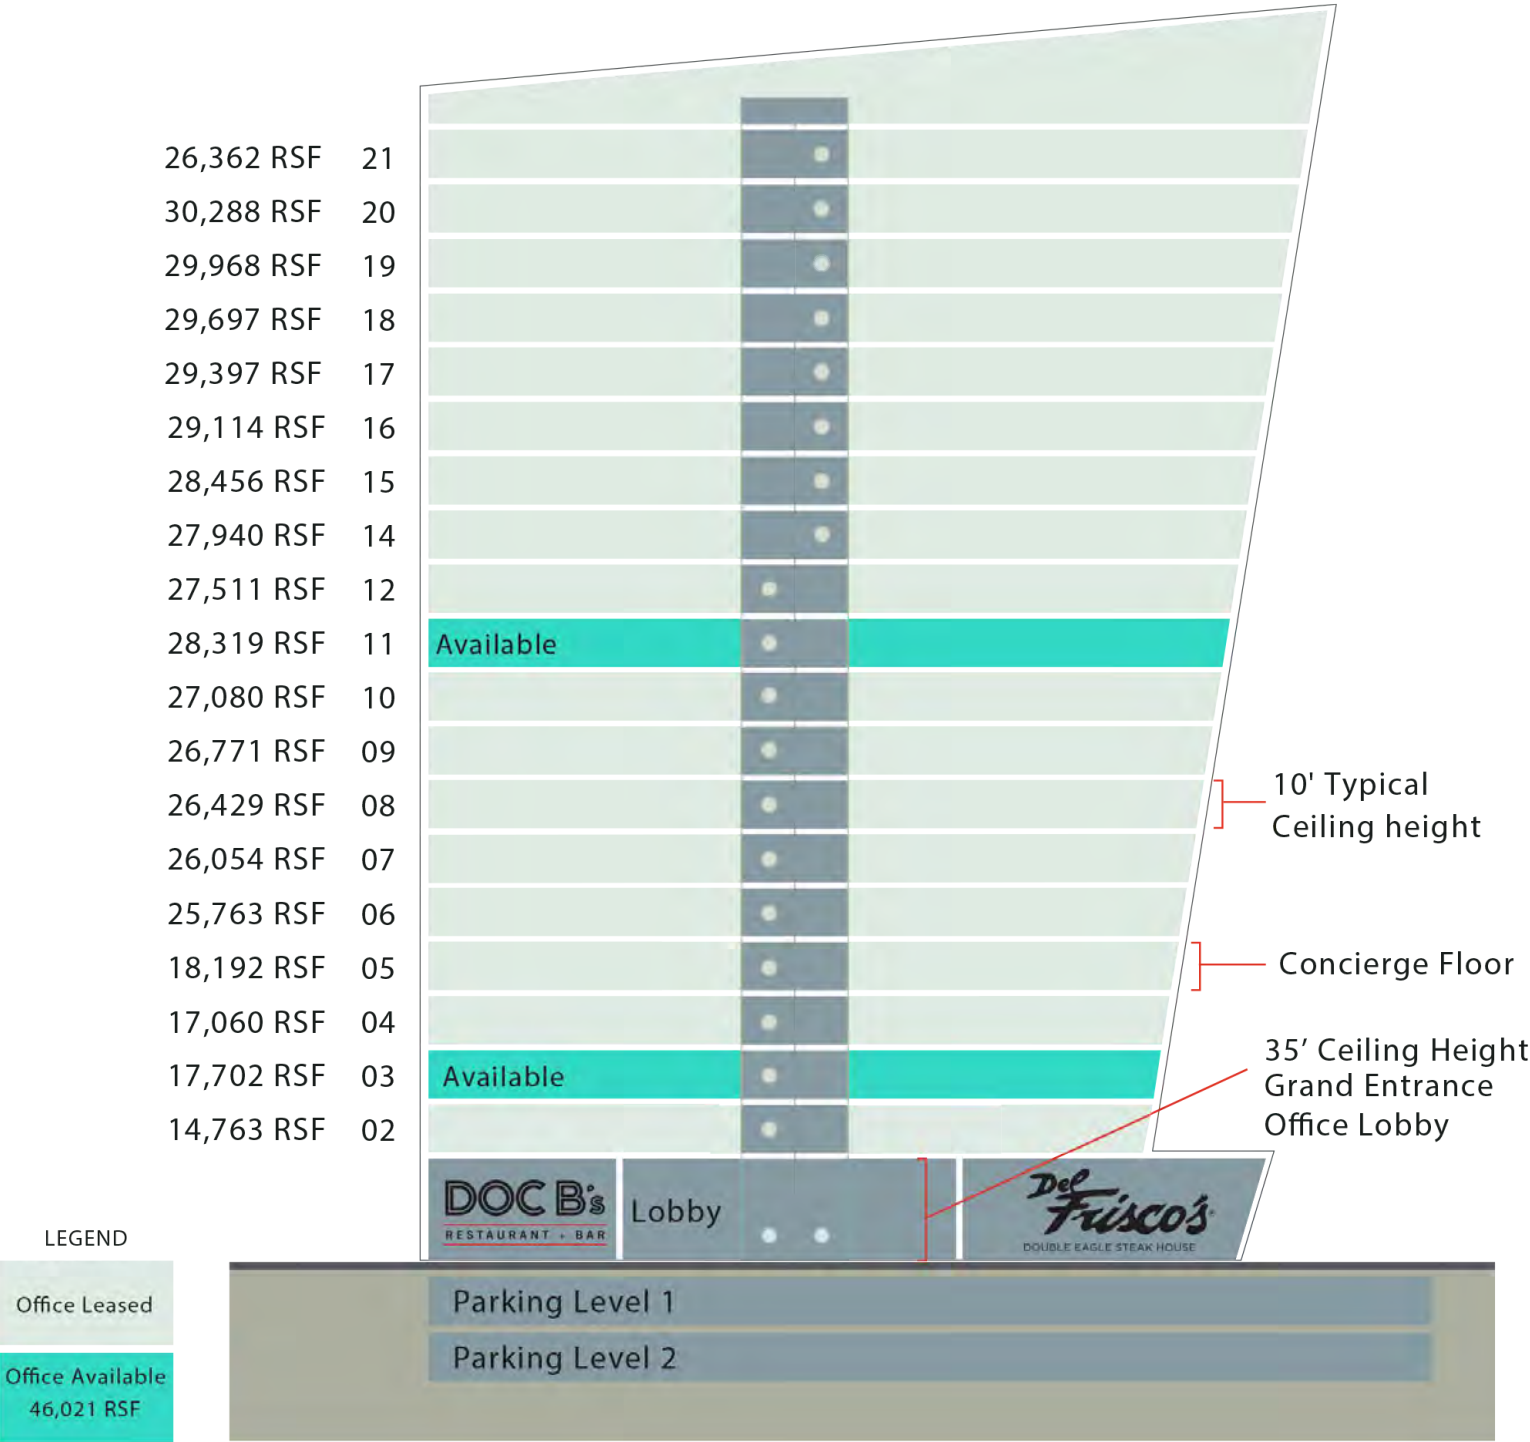 26,362 RSF 21
30,288 RSF 20
29,968 RSF 19
29,697 RSF 18
29,397 RSF 17
29,114 RSF 16
28,456 RSF 15
27,940 RSF 14
27,511 RSF 12
28,319 RSF 11 Available
27,080 RSF 10
26,771 RSF 09
26,429 RSF 08
10' Typical
Ceiling height
26,054 RSF 07
25,763 RSF 06
18,192 RSF 05
Concierge Floor
17,060 RSF 04
17,702 RSF 03 Available
35’ Ceiling Height
Grand Entrance
Office Lobby
14,763 RSF 02
DOC B's
RESTAURANT + BAR
Lobby
Del
Frisco's
DOUBLE EAGLE STEAK HOUSE
Parking Level 1
Parking Level 2
LEGEND
Office Leased
Office Available
46,021 RSF